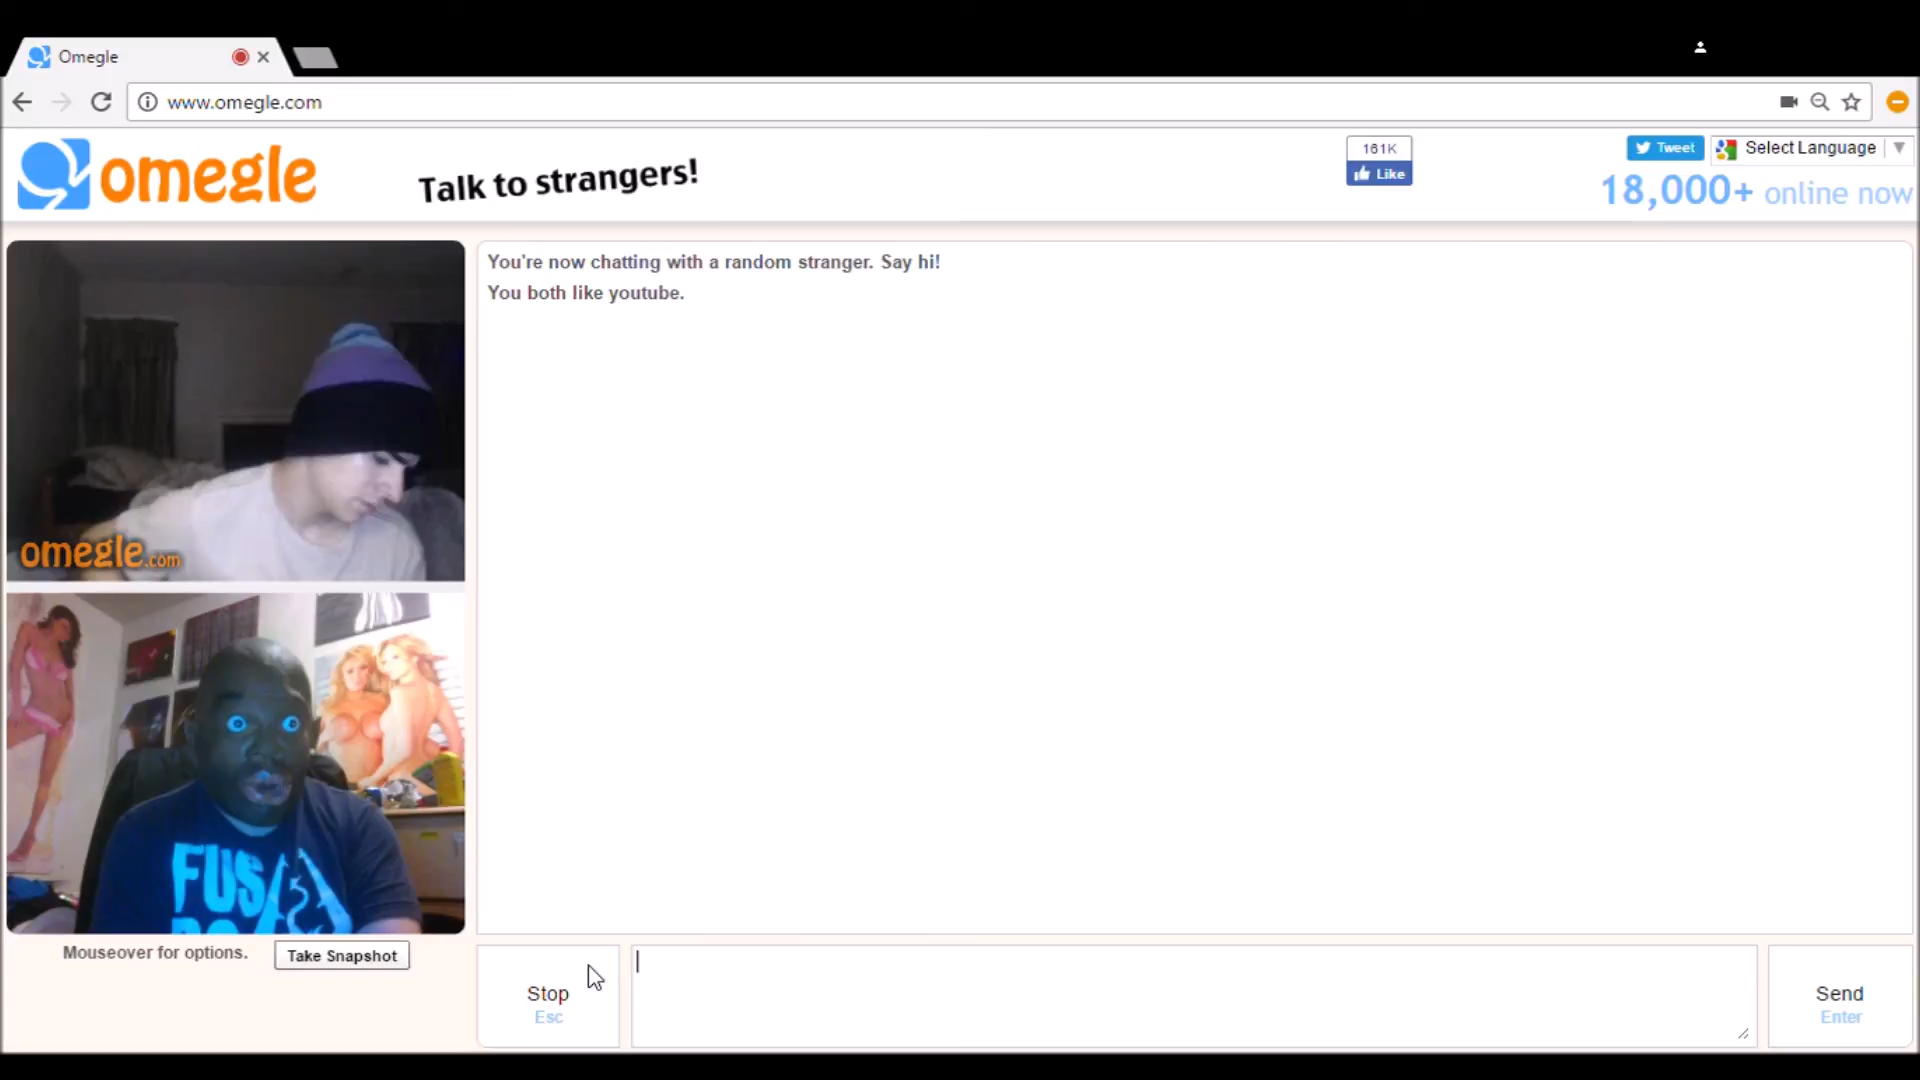 Omegle
www.omegle.com
omegle
Talk to strangers!
161K
Like
Tweet
Select Language
18,000+ online now
You're now chatting with a random stranger. Say hi!
You both like youtube.
omegle.com
FUS
Mouseover for options.
Take Snapshot
Stop
Esc
Send
Enter